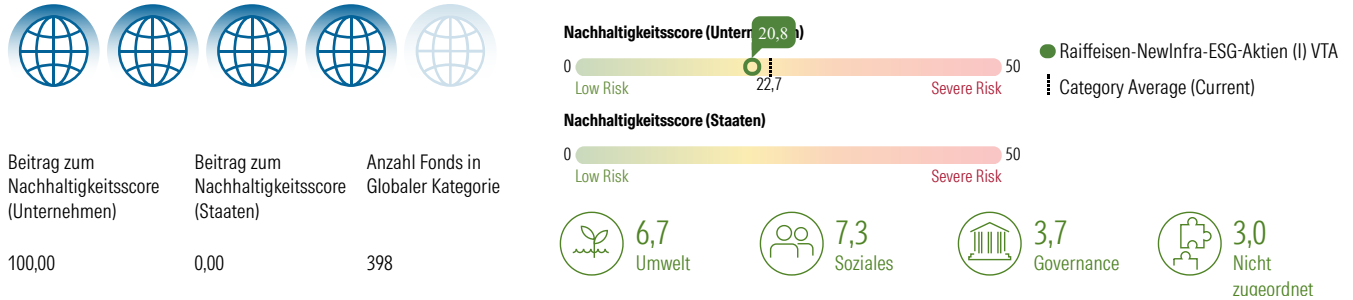 Beitrag zum
Nachhaltigkeitsscore
(Unternehmen)
100,00
Beitrag zum
Nachhaltigkeitsscore
(Staaten)
0,00
Anzahl Fonds in
Globaler Kategorie
398
Nachhaltigkeitsscore
20,8
0
50
22,7
Low Risk
Severe Risk
Nachhaltigkeitsscore (Staaten)
0
50
Low Risk
Severe Risk
Raiffeisen-NewInfra-ESG-Aktien (I) VTA
Category Average (Current)
6,7
Umwelt
7,3
Soziales
3,7
Governance
3,0
Nicht
zugeordnet